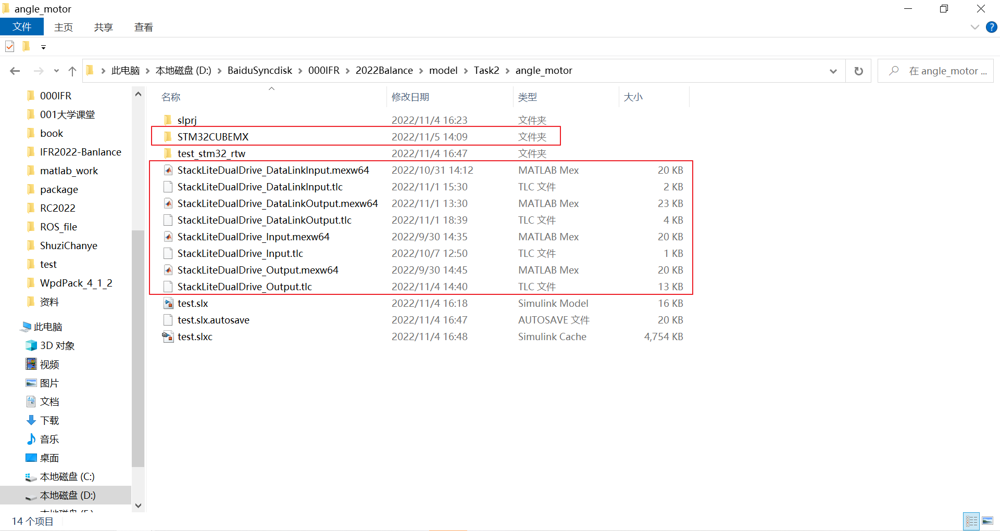 angle_motor
文件 主页 共享 查看
此电脑 本地磁盘 (D:) BaiduSyncdisk 000IFR 2022Balance model Task2 angle_motor 在 angle_motor ...
000IFR
001大学课堂
book
IFR2022-Banlance
matlab_work
package
RC2022
ROS_file
ShuziChanye
test
WpdPack_4_1_2
资料
此电脑
3D 对象
视频
图片
文档
下载
音乐
桌面
本地磁盘 (C:)
本地磁盘 (D:)
名称 修改日期 类型 大小
slprj 2022/11/4 16:23 文件夹
STM32CUBEMX 2022/11/5 14:09 文件夹
test_stm32_rtw 2022/11/4 16:47 文件夹
StackLiteDualDrive_DataLinkInput.mexw64 2022/10/31 14:12 MATLAB Mex 20 KB
StackLiteDualDrive_DataLinkInput.tlc 2022/11/1 15:30 TLC 文件 2 KB
StackLiteDualDrive_DataLinkOutput.mexw64 2022/11/1 13:30 MATLAB Mex 23 KB
StackLiteDualDrive_DataLinkOutput.tlc 2022/11/1 18:39 TLC 文件 4 KB
StackLiteDualDrive_Input.mexw64 2022/9/30 14:35 MATLAB Mex 20 KB
StackLiteDualDrive_Input.tlc 2022/10/7 12:50 TLC 文件 1 KB
StackLiteDualDrive_Output.mexw64 2022/9/30 14:45 MATLAB Mex 20 KB
StackLiteDualDrive_Output.tlc 2022/11/4 14:40 TLC 文件 13 KB
test.slx 2022/11/4 16:18 Simulink Model 16 KB
test.slx.autosave 2022/11/4 16:47 AUTOSAVE 文件 20 KB
test.slxc 2022/11/4 16:48 Simulink Cache 4,754 KB
14 个项目